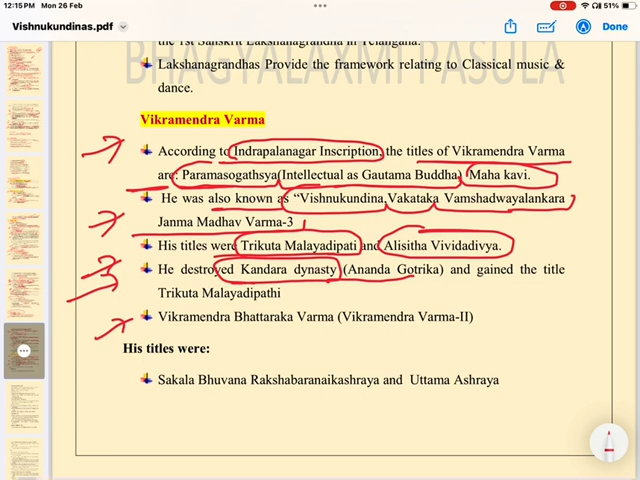 12:15 PM Mon 26 Feb
51%
Vishnukundinas.pdf
Done
the 1st Sanskrit Lakshanagrandha in Telangana.
BHAGYALAXMI PASULA
Lakshanagrandhas Provide the framework relating to Classical music &
dance.
Vikramendra Varma
According to Indrapalanagar Inscription, the titles of Vikramendra Varma
are: Paramasogathsya (Intellectual as Gautama Buddha) Maha kavi.
He was also known as “Vishnukundina, Vakataka Vamshadwayalankara
Janma Madhav Varma-3
His titles were Trikuta Malayadipati and Alisitha Vividadivya.
He destroyed Kandara dynasty (Ananda Gotrika) and gained the title
Trikuta Malayadipathi
Vikramendra Bhattaraka Varma (Vikramendra Varma-II)
His titles were:
Sakala Bhuvana Rakshabaranaikashraya and Uttama Ashraya